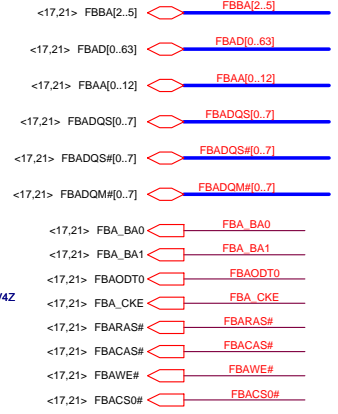 <17,21> FBBA[2..5] FBBA[2..5]
<17,21> FBAD[0..63] FBAD[0..63]
<17,21> FBAA[0..12] FBAA[0..12]
<17,21> FBADQS[0..7] FBADQS[0..7]
<17,21> FBADQS#[0..7] FBADQS#[0..7]
<17,21> FBADQM#[0..7] FBADQM#[0..7]
<17,21> FBA_BA0 FBA_BA0
<17,21> FBA_BA1 FBA_BA1
<17,21> FBAODT0 FBAODT0
V4Z <17,21> FBA_CKE FBA_CKE
<17,21> FBARAS# FBARAS#
<17,21> FBACAS# FBACAS#
<17,21> FBAWE# FBAWE#
<17,21> FBACS0# FBACS0#